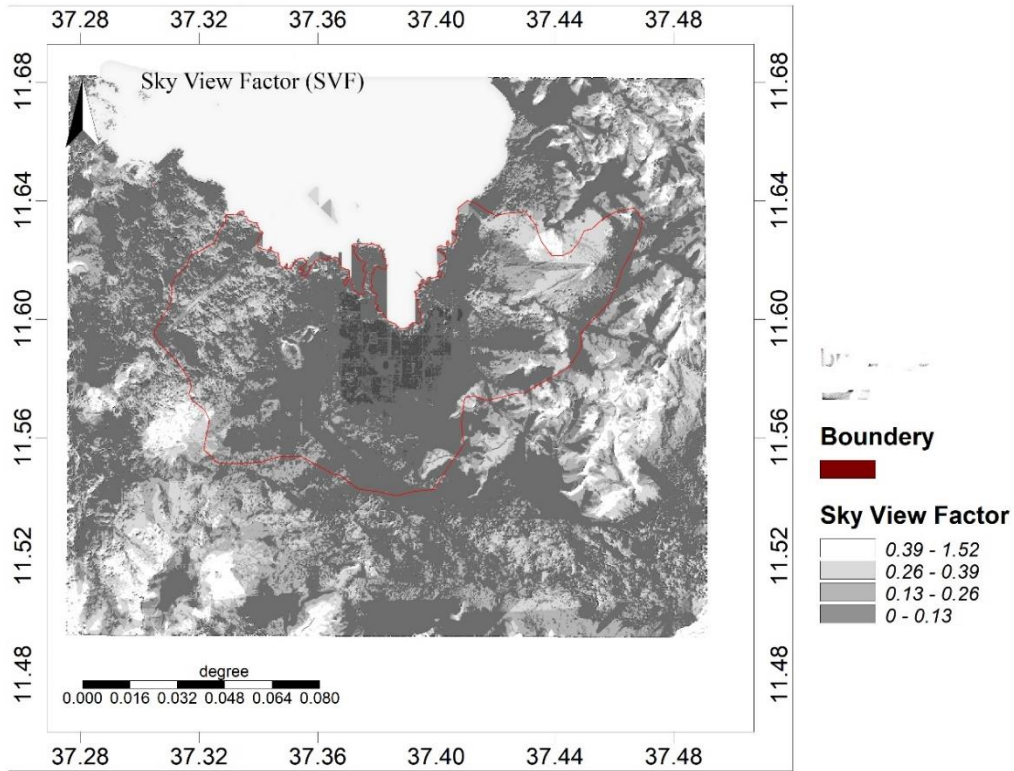 37.28 37.32 37.36 37.40 37.44 37.48
Sky View Factor (SVF)
11.68 11.68
11.64 11.64
11.60 11.60
11.56 11.56
11.52 11.52
11.48 11.48
Boundery
Sky View Factor
0.39 - 1.52
0.26 - 0.39
0.13 - 0.26
0 - 0.13
degree
0.000 0.016 0.032 0.048 0.064 0.080
37.28 37.32 37.36 37.40 37.44 37.48